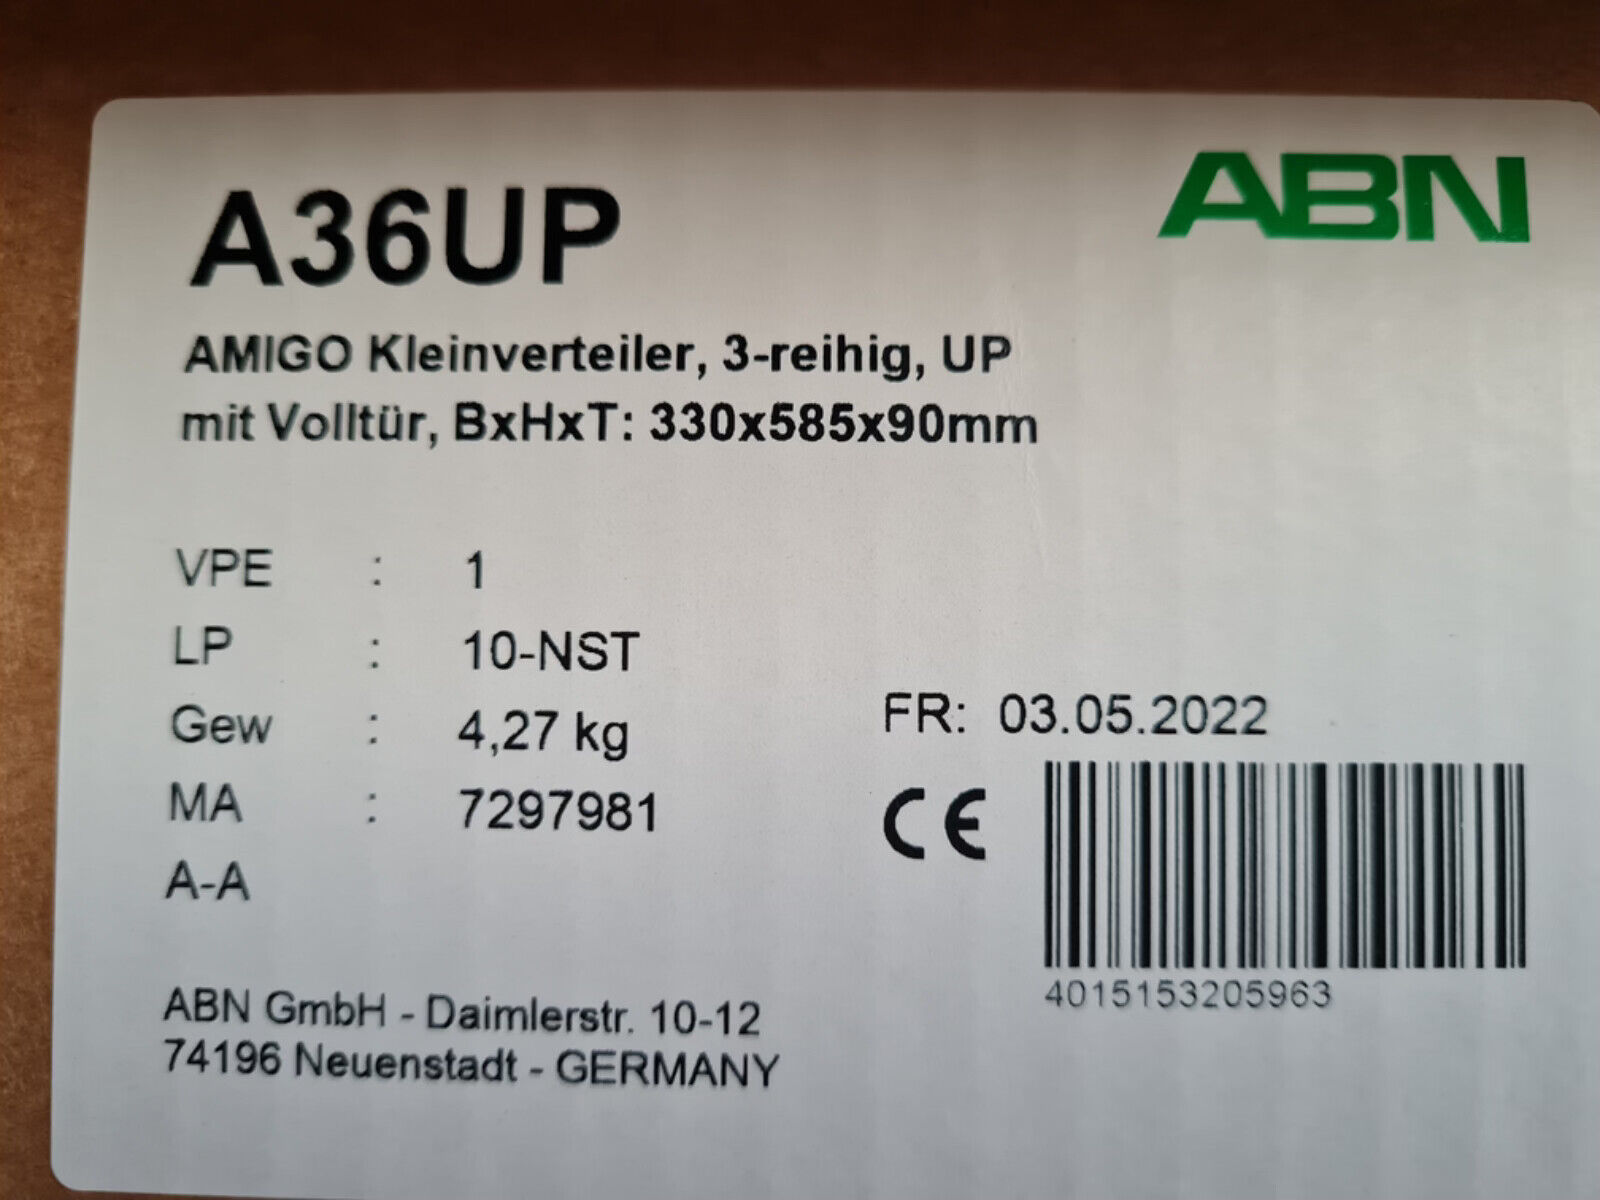 ABN
A36UP
AMIGO Kleinverteiler, 3-reihig, UP
mit Volltür, BxHxT: 330x585x90mm
VPE : 1
LP : 10-NST
Gew : 4,27 kg
MA : 7297981
A-A
FR: 03.05.2022
CE
4015153205963
ABN GmbH - Daimlerstr. 10-12
74196 Neuenstadt - GERMANY